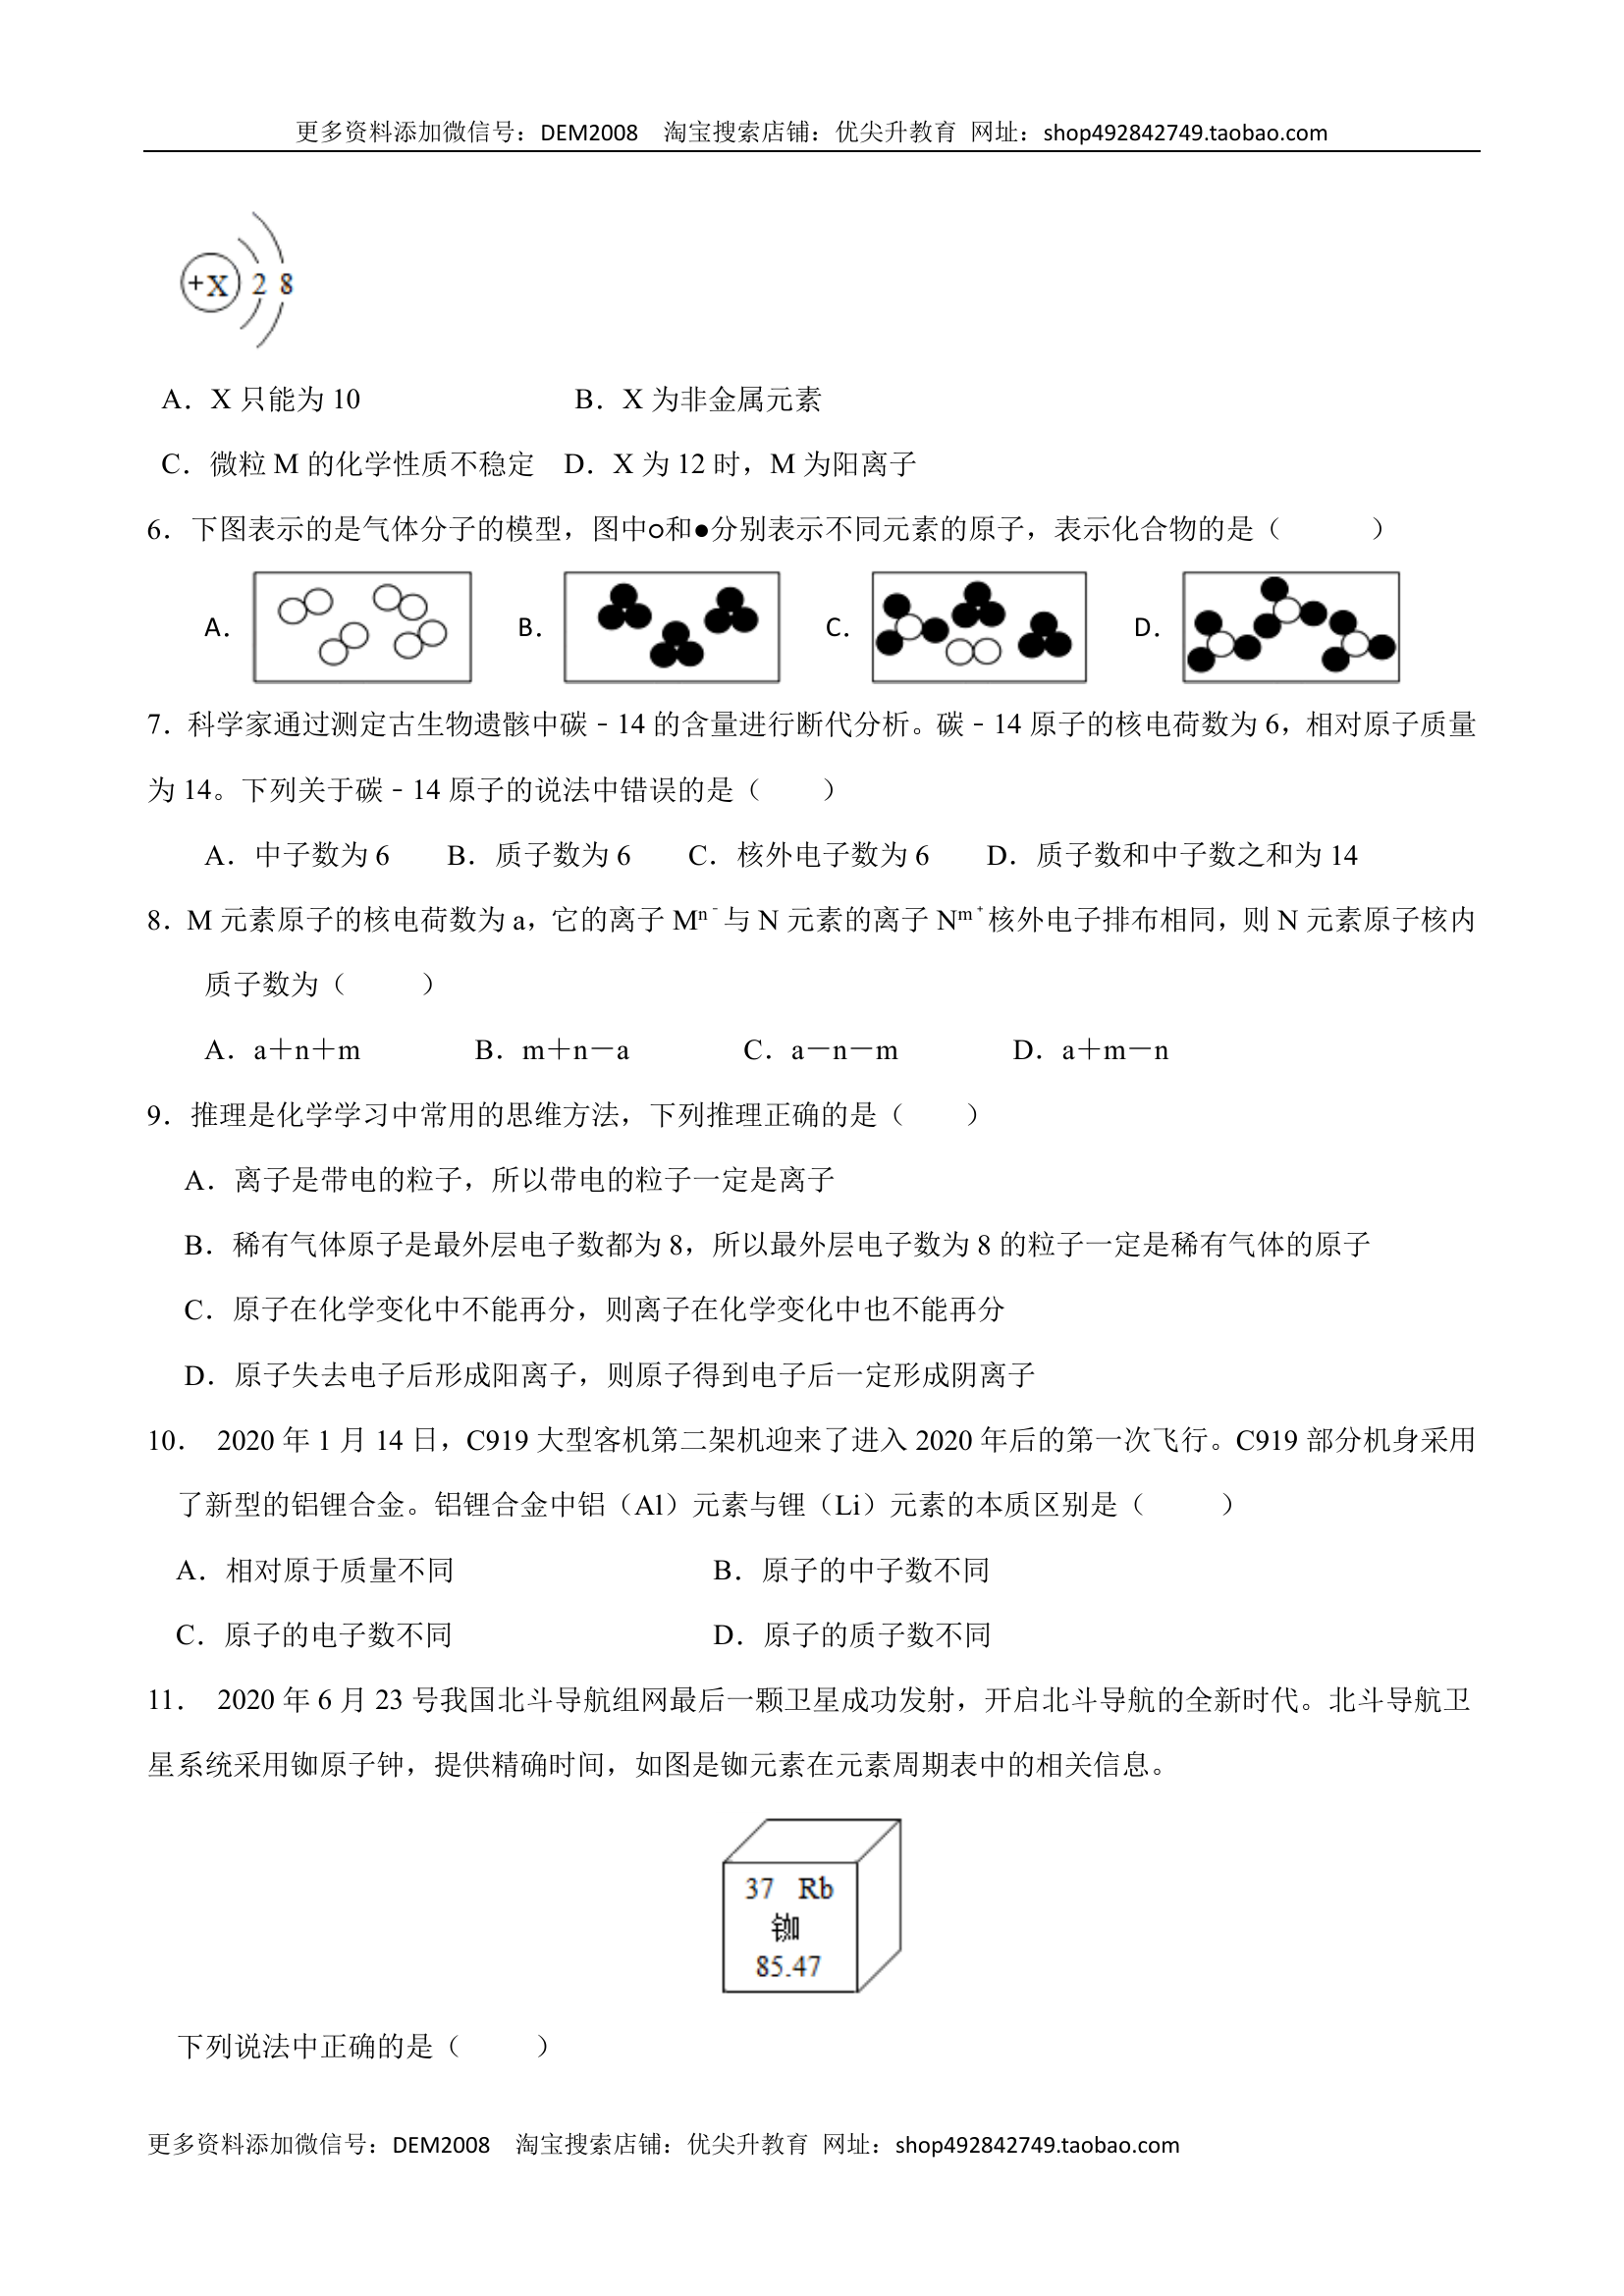 更多资料添加微信号：DEM2008 淘宝搜索店铺：优尖升教育 网址：shop492842749.taobao.com
+X 2 8
A．X 只能为 10 B．X 为非金属元素
C．微粒 M 的化学性质不稳定 D．X 为 12 时，M 为阳离子
6．下图表示的是气体分子的模型，图中○和●分别表示不同元素的原子，表示化合物的是（ ）
A． B． C． D．
7．科学家通过测定古生物遗骸中碳﹣14 的含量进行断代分析。碳﹣14 原子的核电荷数为 6，相对原子质量
为 14。下列关于碳﹣14 原子的说法中错误的是（ ）
A．中子数为 6 B．质子数为 6 C．核外电子数为 6 D．质子数和中子数之和为 14
8．M 元素原子的核电荷数为 a，它的离子 Mⁿ⁻与 N 元素的离子 Nᵐ⁺核外电子排布相同，则 N 元素原子核内
质子数为（ ）
A．a＋n＋m B．m＋n－a C．a－n－m D．a＋m－n
9．推理是化学学习中常用的思维方法，下列推理正确的是（ ）
A．离子是带电的粒子，所以带电的粒子一定是离子
B．稀有气体原子是最外层电子数都为 8，所以最外层电子数为 8 的粒子一定是稀有气体的原子
C．原子在化学变化中不能再分，则离子在化学变化中也不能再分
D．原子失去电子后形成阳离子，则原子得到电子后一定形成阴离子
10． 2020 年 1 月 14 日，C919 大型客机第二架机迎来了进入 2020 年后的第一次飞行。C919 部分机身采用
了新型的铝锂合金。铝锂合金中铝（Al）元素与锂（Li）元素的本质区别是（ ）
A．相对原于质量不同 B．原子的中子数不同
C．原子的电子数不同 D．原子的质子数不同
11． 2020 年 6 月 23 号我国北斗导航组网最后一颗卫星成功发射，开启北斗导航的全新时代。北斗导航卫
星系统采用铷原子钟，提供精确时间，如图是铷元素在元素周期表中的相关信息。
37 Rb
铷
85.47
下列说法中正确的是（ ）
更多资料添加微信号：DEM2008 淘宝搜索店铺：优尖升教育 网址：shop492842749.taobao.com